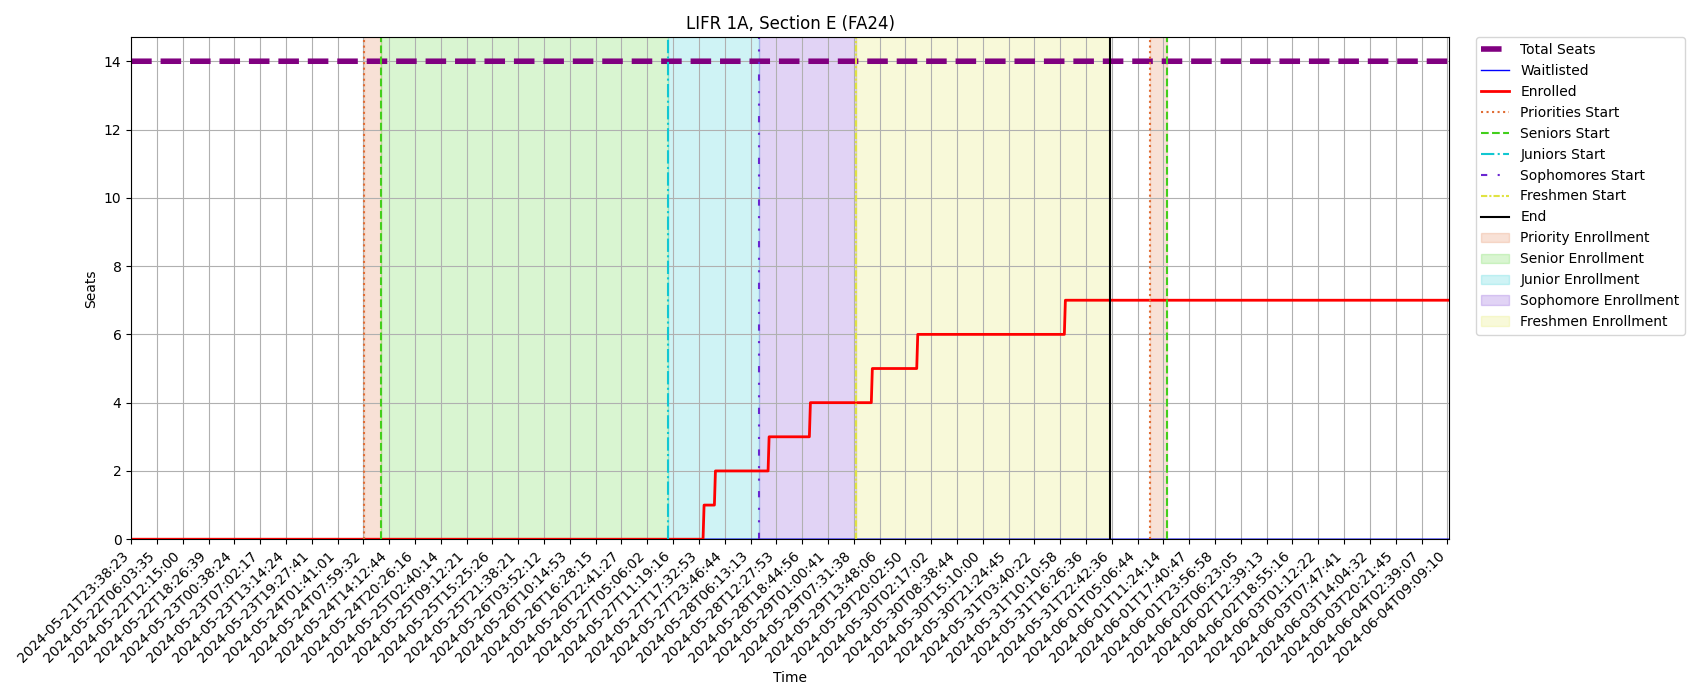 LIFR 1A, Section E (FA24)
Seats
14
12
10
8
6
4
2
0
2024-05-21T23:38:23
2024-05-22T06:03:35
2024-05-22T12:15:00
2024-05-22T18:26:39
2024-05-23T00:38:24
2024-05-23T07:02:17
2024-05-23T13:14:24
2024-05-23T19:27:41
2024-05-24T01:41:01
2024-05-24T07:59:32
2024-05-24T14:12:44
2024-05-24T20:26:16
2024-05-25T02:40:14
2024-05-25T09:12:21
2024-05-25T15:25:26
2024-05-25T21:38:21
2024-05-26T03:52:12
2024-05-26T10:14:53
2024-05-26T16:28:15
2024-05-26T22:41:27
2024-05-27T05:06:02
2024-05-27T11:19:16
2024-05-27T17:32:53
2024-05-27T23:46:44
2024-05-28T06:13:13
2024-05-28T12:27:53
2024-05-28T18:44:56
2024-05-29T01:00:41
2024-05-29T07:31:38
2024-05-29T13:48:06
2024-05-29T20:02:50
2024-05-30T02:17:02
2024-05-30T08:38:44
2024-05-30T15:10:00
2024-05-30T21:24:45
2024-05-31T03:40:22
2024-05-31T10:10:58
2024-05-31T16:26:36
2024-05-31T22:42:36
2024-06-01T05:06:44
2024-06-01T11:24:14
2024-06-01T17:40:47
2024-06-01T23:56:58
2024-06-02T06:23:05
2024-06-02T12:39:13
2024-06-02T18:55:16
2024-06-03T01:12:22
2024-06-03T07:47:41
2024-06-03T14:04:32
2024-06-03T20:21:45
2024-06-04T02:39:07
2024-06-04T09:09:10
Time
Total Seats
Waitlisted
Enrolled
Priorities Start
Seniors Start
Juniors Start
Sophomores Start
Freshmen Start
End
Priority Enrollment
Senior Enrollment
Junior Enrollment
Sophomore Enrollment
Freshmen Enrollment